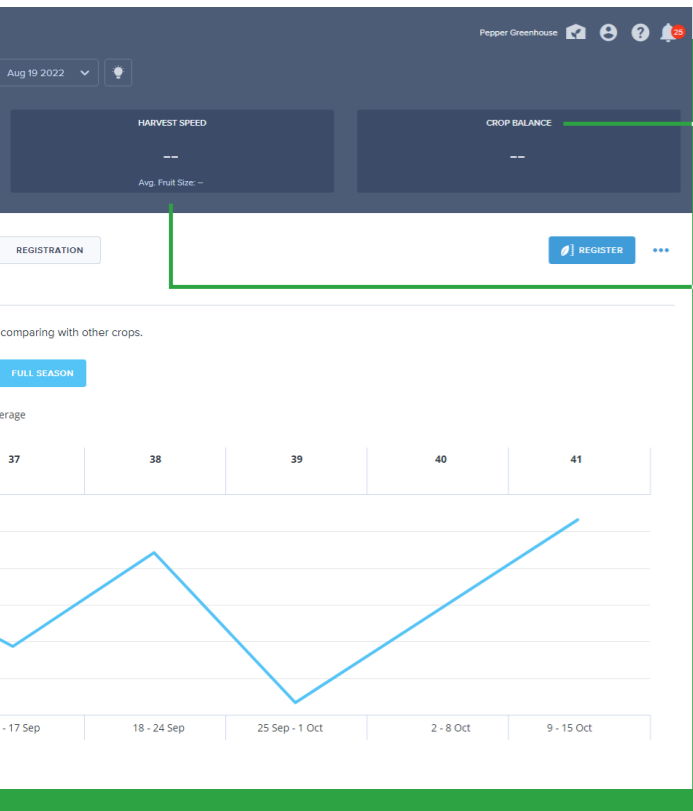 Pepper Greenhouse
25
Aug 19 2022
HARVEST SPEED
--
Avg. Fruit Size: --
CROP BALANCE
--
REGISTRATION
REGISTER
comparing with other crops.
FULL SEASON
erage
37 38 39 40 41
- 17 Sep 18 - 24 Sep 25 Sep - 1 Oct 2 - 8 Oct 9 - 15 Oct